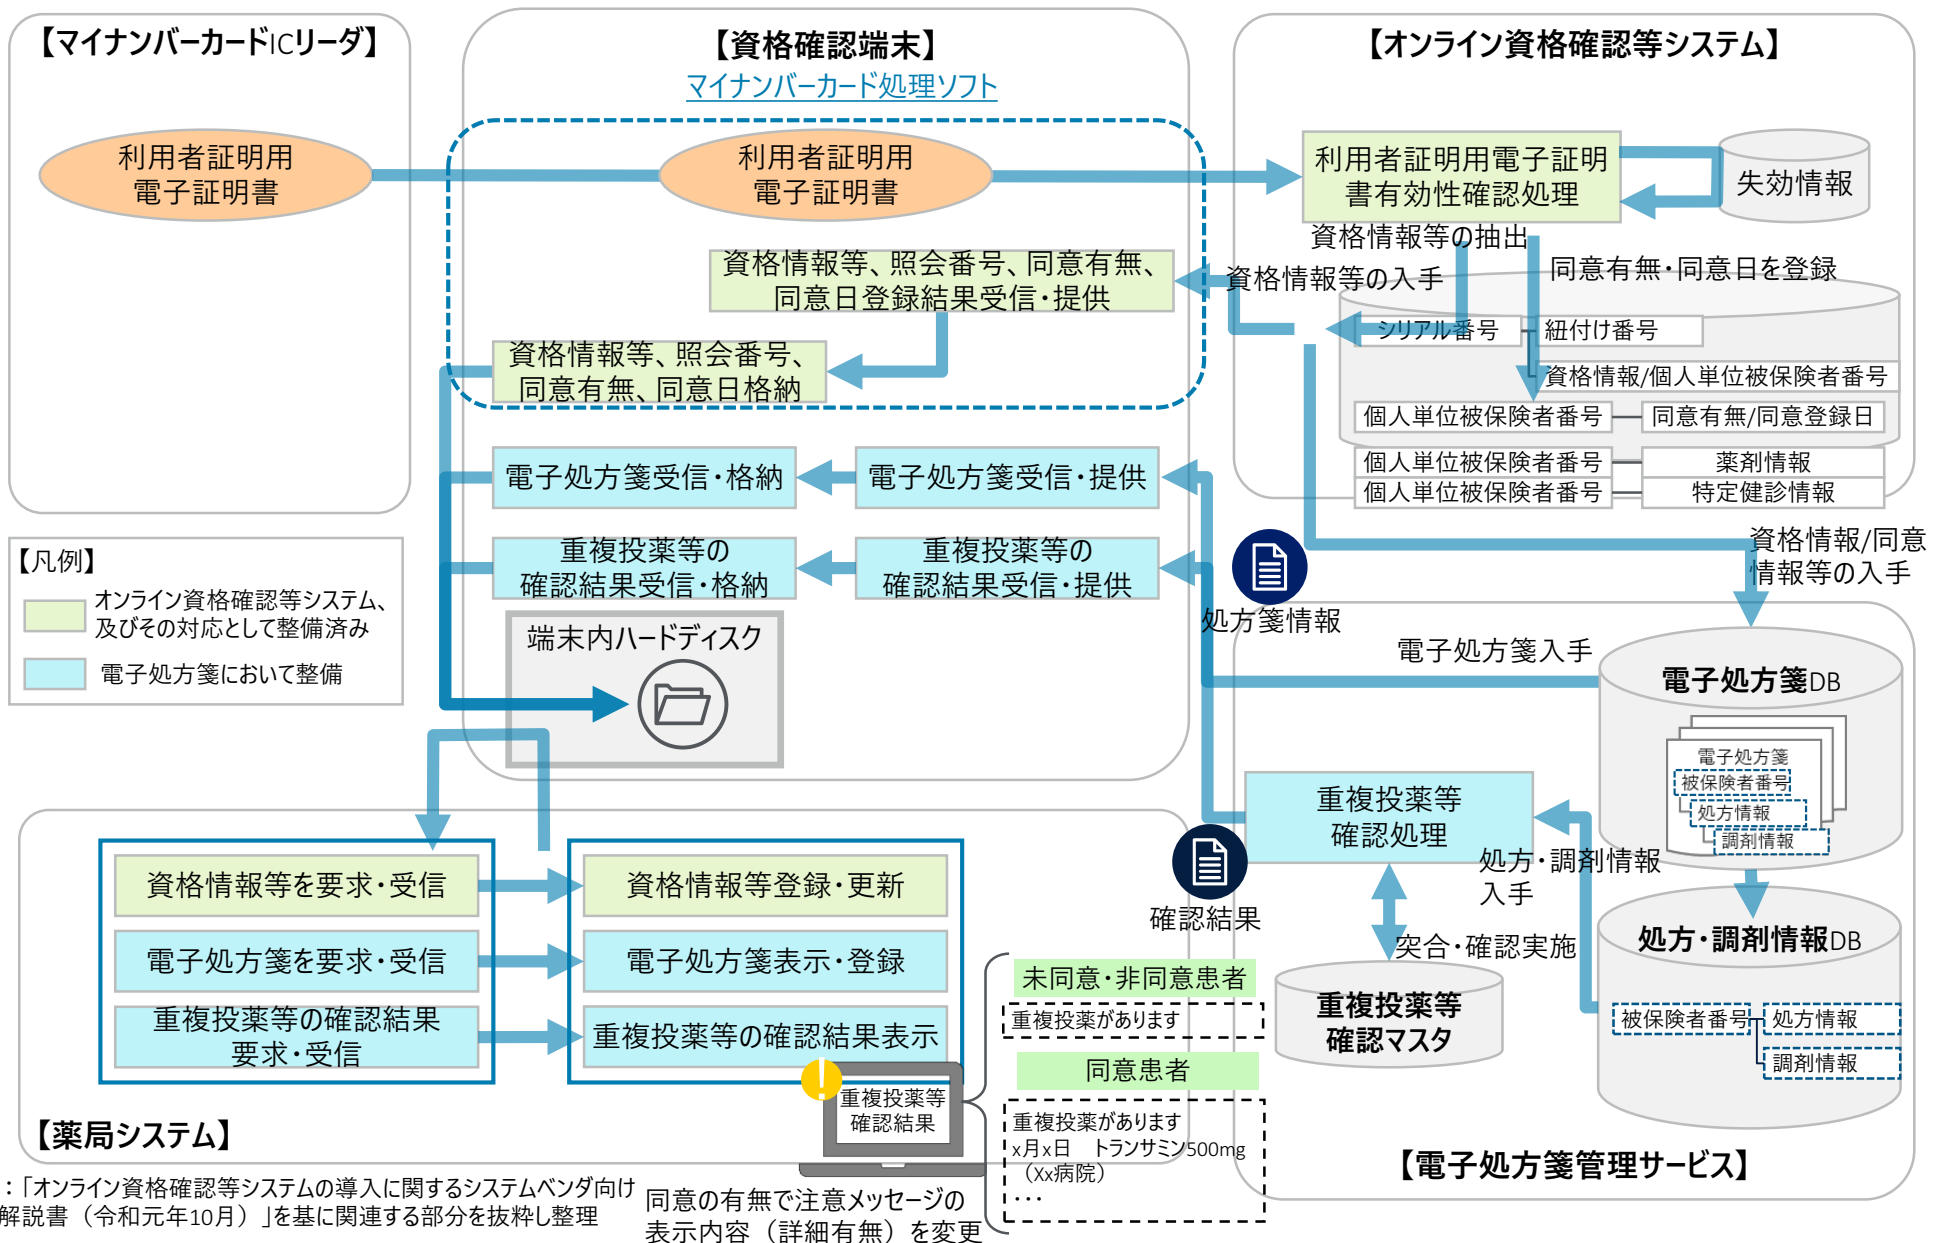 【マイナンバーカードICリーダ】
利用者証明用
電子証明書
【資格確認端末】
マイナンバーカード処理ソフト
利用者証明用
電子証明書
資格情報等、照会番号、同意有無、
同意日登録結果受信・提供
資格情報等、照会番号、
同意有無、同意日格納
電子処方箋受信・格納
電子処方箋受信・提供
重複投薬等の
確認結果受信・格納
重複投薬等の
確認結果受信・提供
端末内ハードディスク
【オンライン資格確認等システム】
利用者証明用電子証明
書有効性確認処理
失効情報
資格情報等の抽出
資格情報等の入手
同意有無・同意日を登録
シリアル番号
紐付け番号
資格情報/個人単位被保険者番号
個人単位被保険者番号
同意有無/同意登録日
個人単位被保険者番号
薬剤情報
個人単位被保険者番号
特定健診情報
【凡例】
オンライン資格確認等システム、
及びその対応として整備済み
電子処方箋において整備
処方箋情報
資格情報/同意
情報等の入手
電子処方箋入手
電子処方箋DB
電子処方箋
被保険者番号
処方情報
調剤情報
重複投薬等
確認処理
処方・調剤情報
入手
確認結果
突合・確認実施
重複投薬等
確認マスタ
処方・調剤情報DB
被保険者番号
処方情報
調剤情報
【電子処方箋管理サービス】
資格情報等を要求・受信
資格情報等登録・更新
電子処方箋を要求・受信
電子処方箋表示・登録
重複投薬等の確認結果
要求・受信
重複投薬等の確認結果表示
!
重複投薬等
確認結果
【薬局システム】
未同意・非同意患者
重複投薬があります
同意患者
重複投薬があります
x月x日 トランサミン500mg
（Xx病院）
・・・
：「オンライン資格確認等システムの導入に関するシステムベンダ向け
解説書（令和元年10月）」を基に関連する部分を抜粋し整理
同意の有無で注意メッセージの
表示内容（詳細有無）を変更